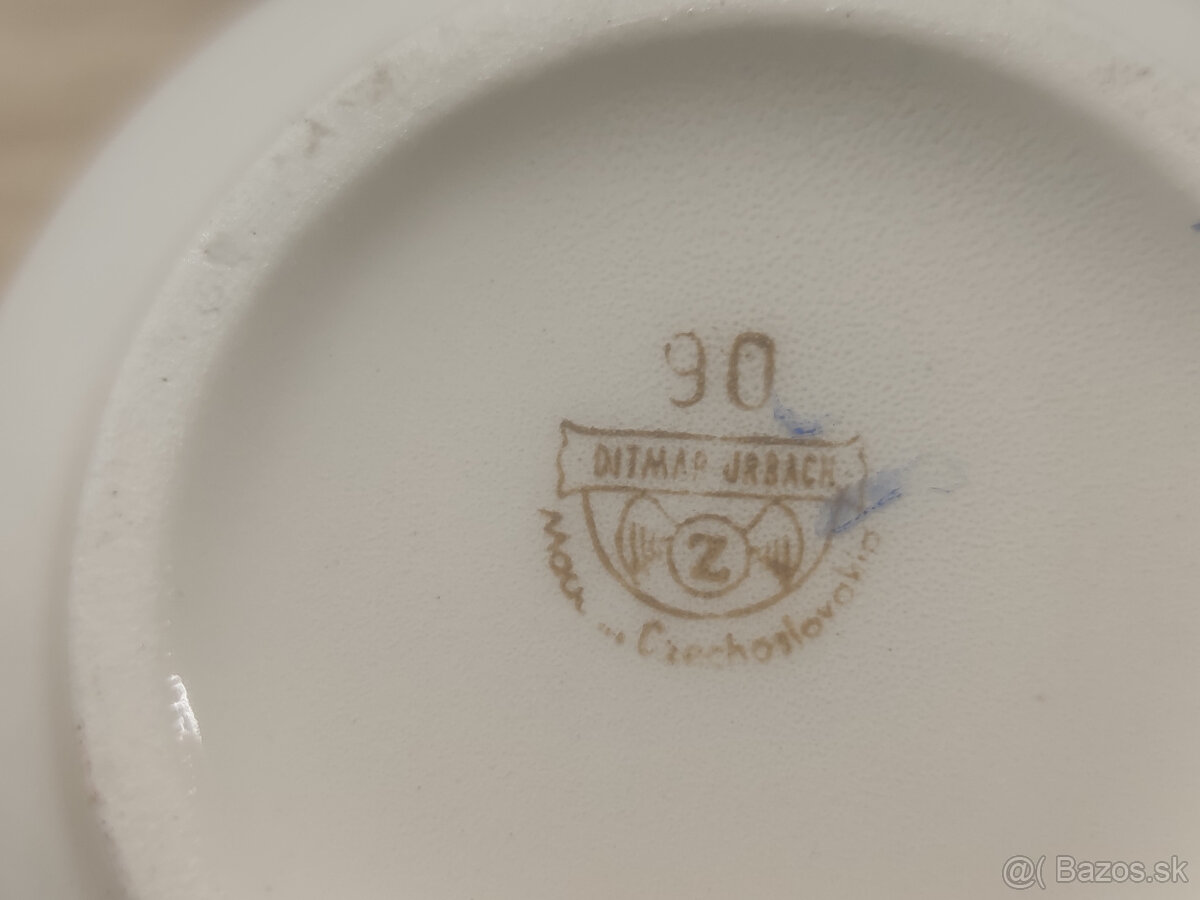 90
DITMAR URBACH
Z
Made in Czechoslovakia
@( Bazos.sk